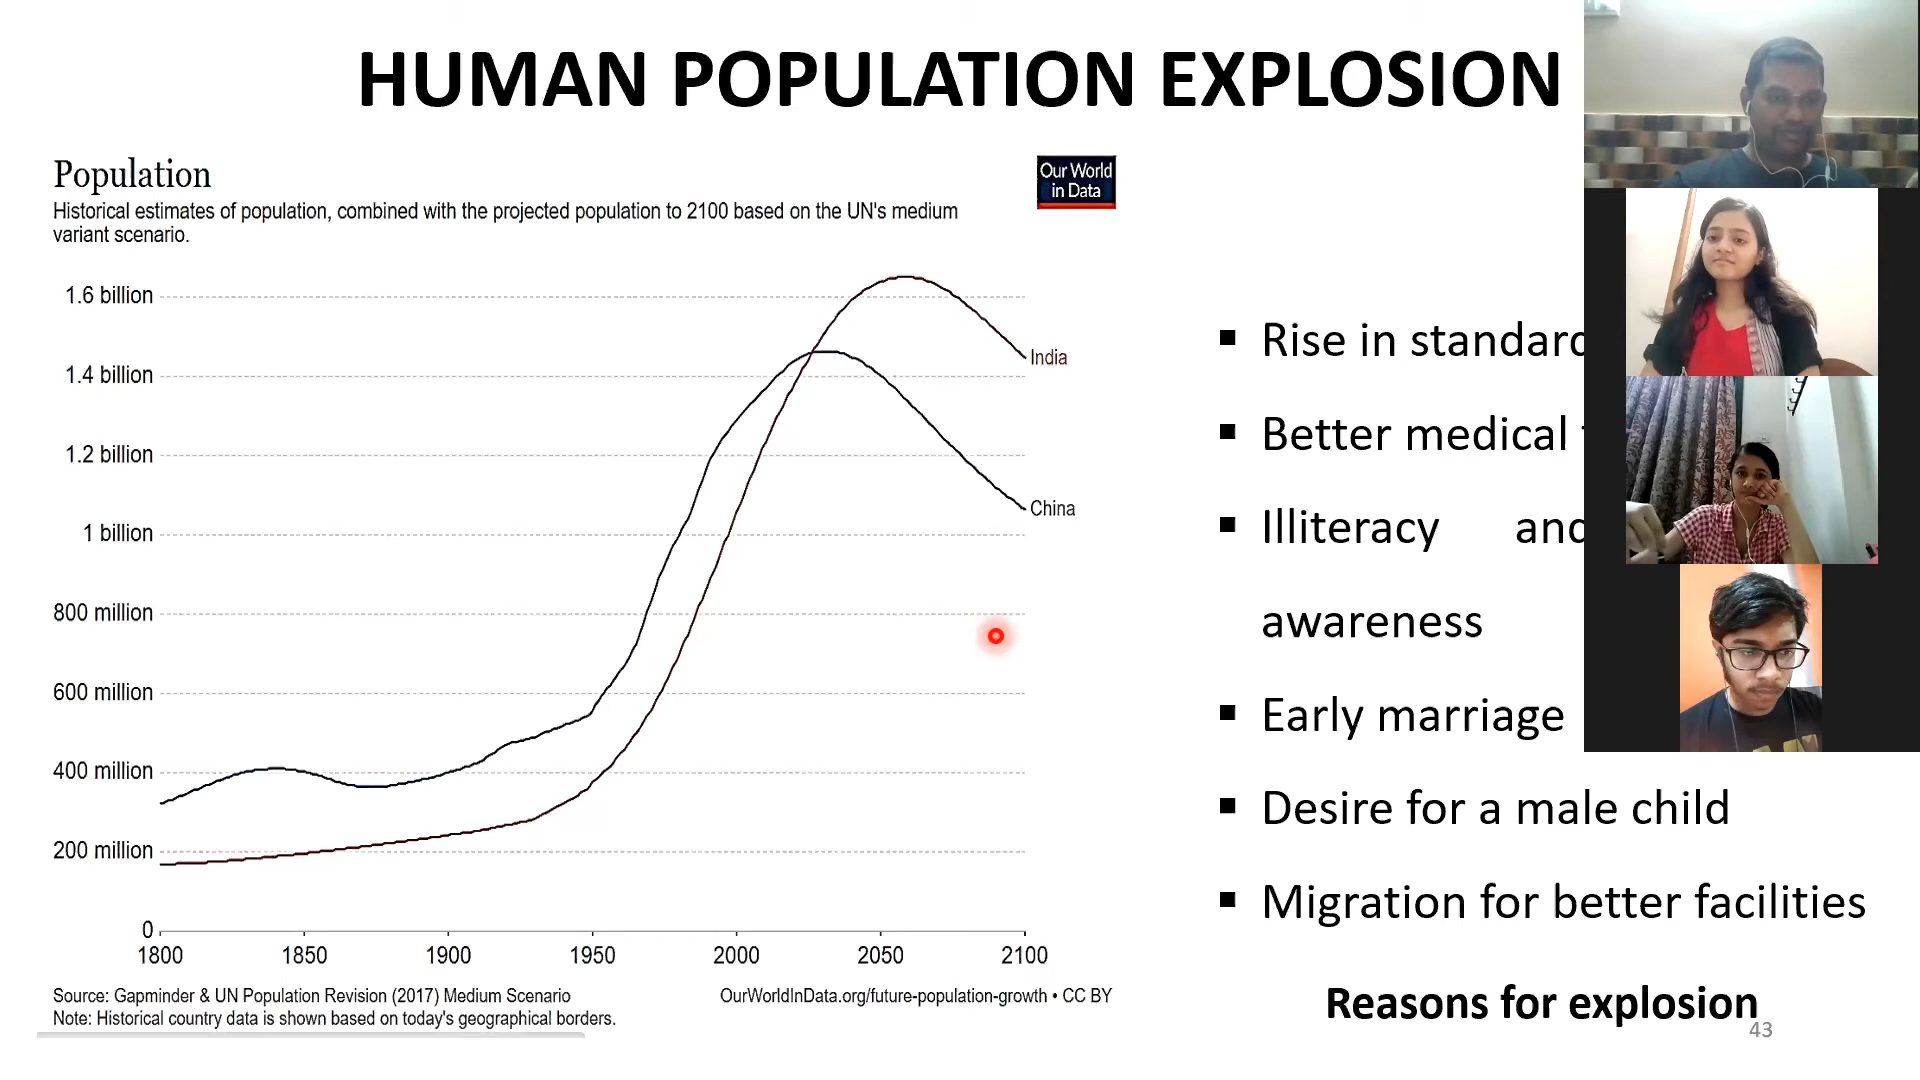 HUMAN POPULATION EXPLOSION
Population
Our World
in Data
Historical estimates of population, combined with the projected population to 2100 based on the UN's medium
variant scenario.
1.6 billion
1.4 billion
1.2 billion
1 billion
800 million
600 million
400 million
200 million
0
India
China
1800
1850
1900
1950
2000
2050
2100
Source: Gapminder & UN Population Revision (2017) Medium Scenario
OurWorldInData.org/future-population-growth • CC BY
Note: Historical country data is shown based on today's geographical borders.
▪ Rise in
▪ Better medical
▪ Illiteracy and
awareness
▪ Early marriage
▪ Desire for a male child
▪ Migration for better facilities
Reasons for explosion
43